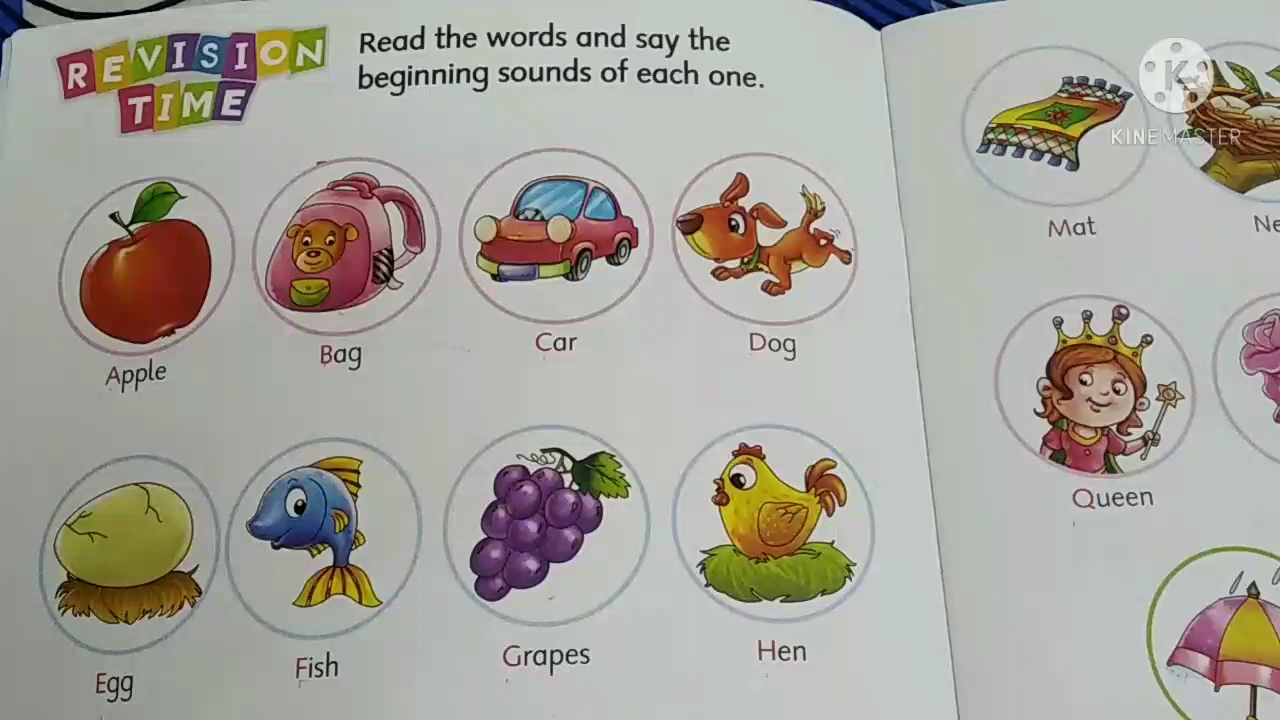 REVISION
TIME
Read the words and say the
beginning sounds of each one.
Apple
Bag
Car
Dog
Egg
Fish
Grapes
Hen
Mat
Ne
Queen
KINEMASTER